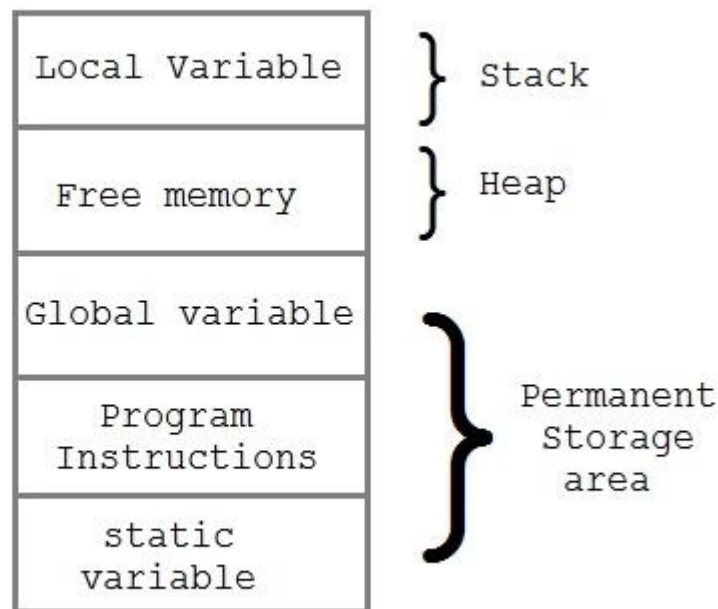 Local Variable
Stack
Free memory
Heap
Global variable
Program
Instructions
Permanent
Storage
area
static
variable